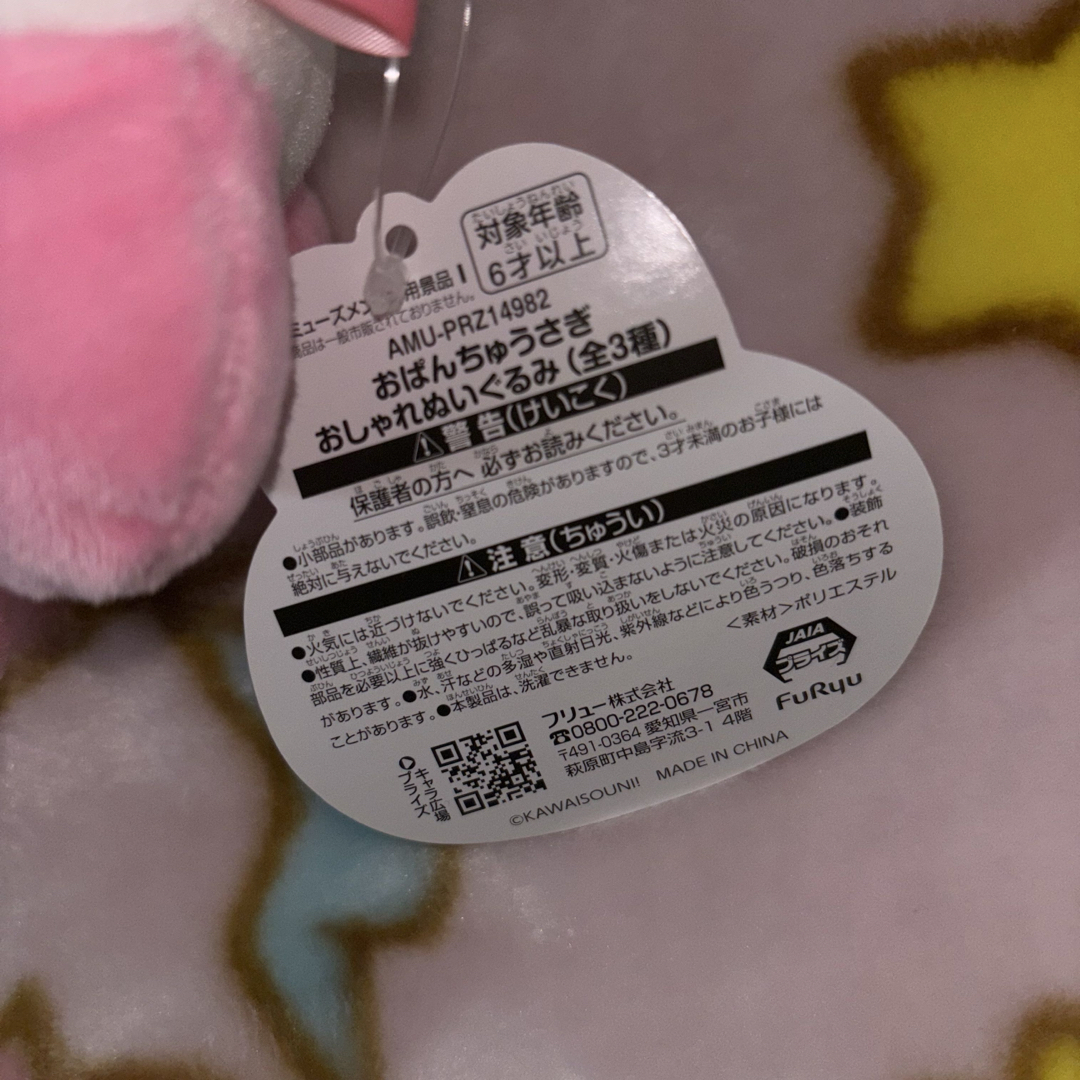 対象年齢
6才以上
ミューズメント 用景品 I
景品は一般市販されておりません。
AMU-PRZ14982
おぱんちゅうさぎ
おしゃれぬいぐるみ (全3種)
警告(けいこく)
保護者の方へ 必ずお読みください。
●小部品があります。誤飲・窒息の危険がありますので、3才未満のお子様には
絶対に与えないでください。
注意(ちゅうい)
●火気には近づけないでください。変形・変質・火傷または火災の原因になります。
●性質上、繊維が抜けやすいので、誤って吸い込まないように注意してください。●装飾
部品を必要以上に強くひっぱるなど乱暴な取り扱いをしないでください。破損のおそれ
があります。●水、汗などの多湿や直射日光、紫外線などにより色うつり、色落ちする
ことがあります。●本製品は、洗濯できません。
<素材>ポリエステル
JAIA
プライズ
FuRyu
キャラ広場
プライズ
フリュー株式会社
☎0800-222-0678
〒491-0364 愛知県一宮市
萩原町中島字流3-1 4階
©KAWAISOUNI! MADE IN CHINA